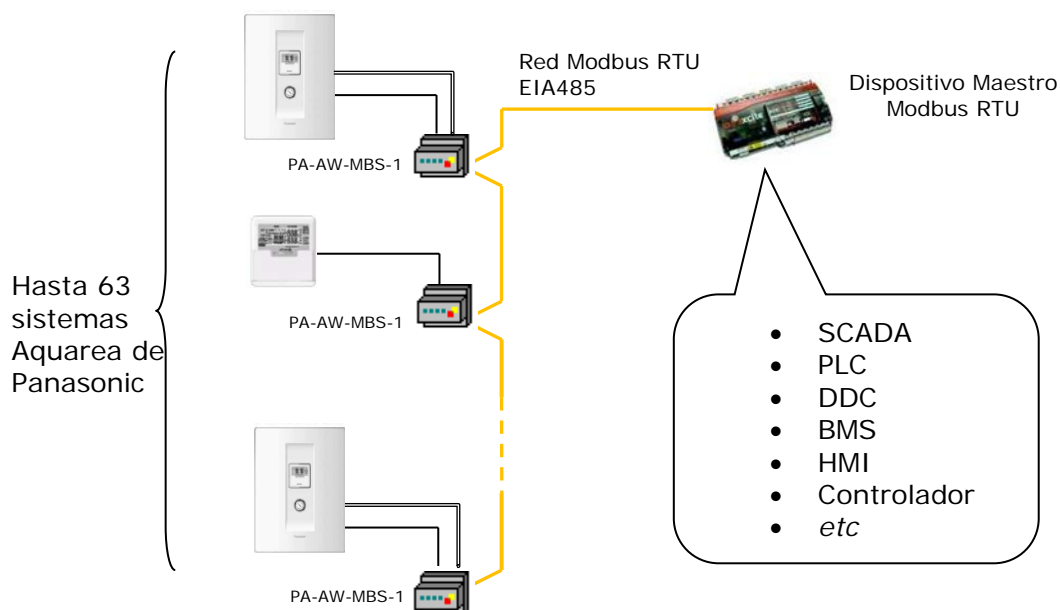 Red Modbus RTU
EIA485
Dispositivo Maestro
Modbus RTU
PA-AW-MBS-1
Hasta 63
sistemas
Aquarea de
Panasonic
PA-AW-MBS-1
PA-AW-MBS-1
• SCADA
• PLC
• DDC
• BMS
• HMI
• Controlador
• etc
xcite